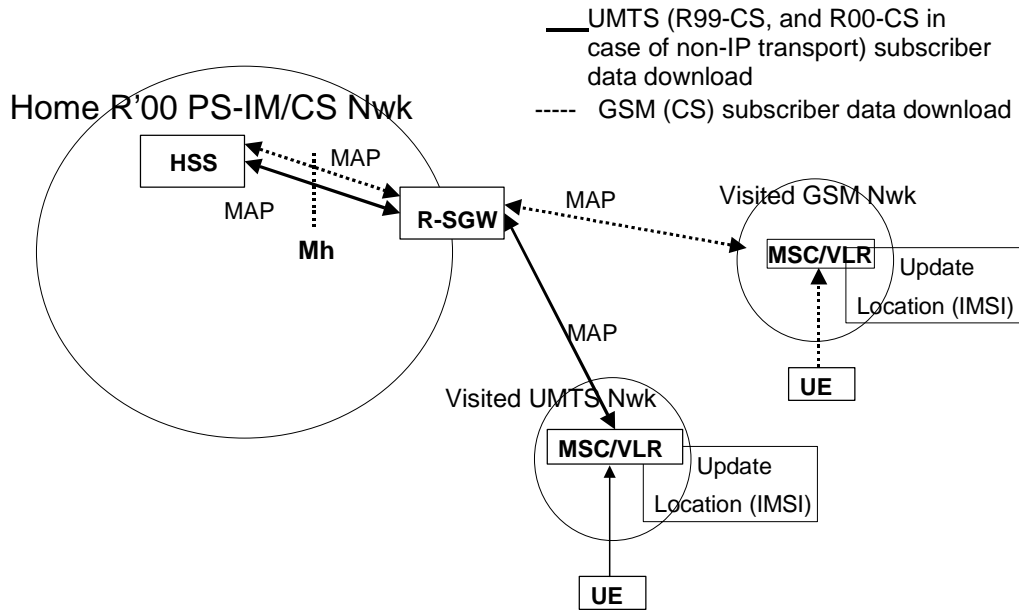 UMTS (R99-CS, and R00-CS in
case of non-IP transport) subscriber
data download
GSM (CS) subscriber data download
Home R’00 PS-IM/CS Nwk
HSS
MAP
MAP
Mh
R-SGW
MAP
MAP
Visited GSM Nwk
MSC/VLR
Update
Location (IMSI)
UE
Visited UMTS Nwk
MSC/VLR
Update
Location (IMSI)
UE